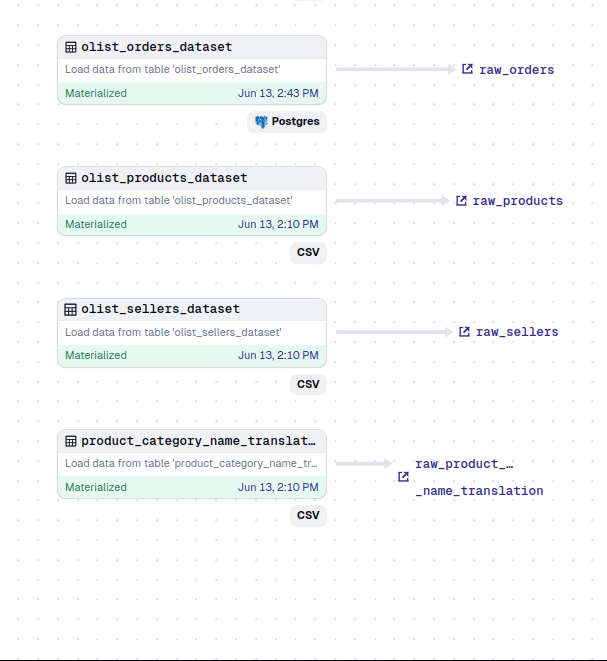 olist_orders_dataset
Load data from table 'olist_orders_dataset'
Materialized Jun 13, 2:43 PM
Postgres
raw_orders
olist_products_dataset
Load data from table 'olist_products_dataset'
Materialized Jun 13, 2:10 PM
CSV
raw_products
olist_sellers_dataset
Load data from table 'olist_sellers_dataset'
Materialized Jun 13, 2:10 PM
CSV
raw_sellers
product_category_name_translat…
Load data from table 'product_category_name_tr…
Materialized Jun 13, 2:10 PM
CSV
raw_product_…
_name_translation